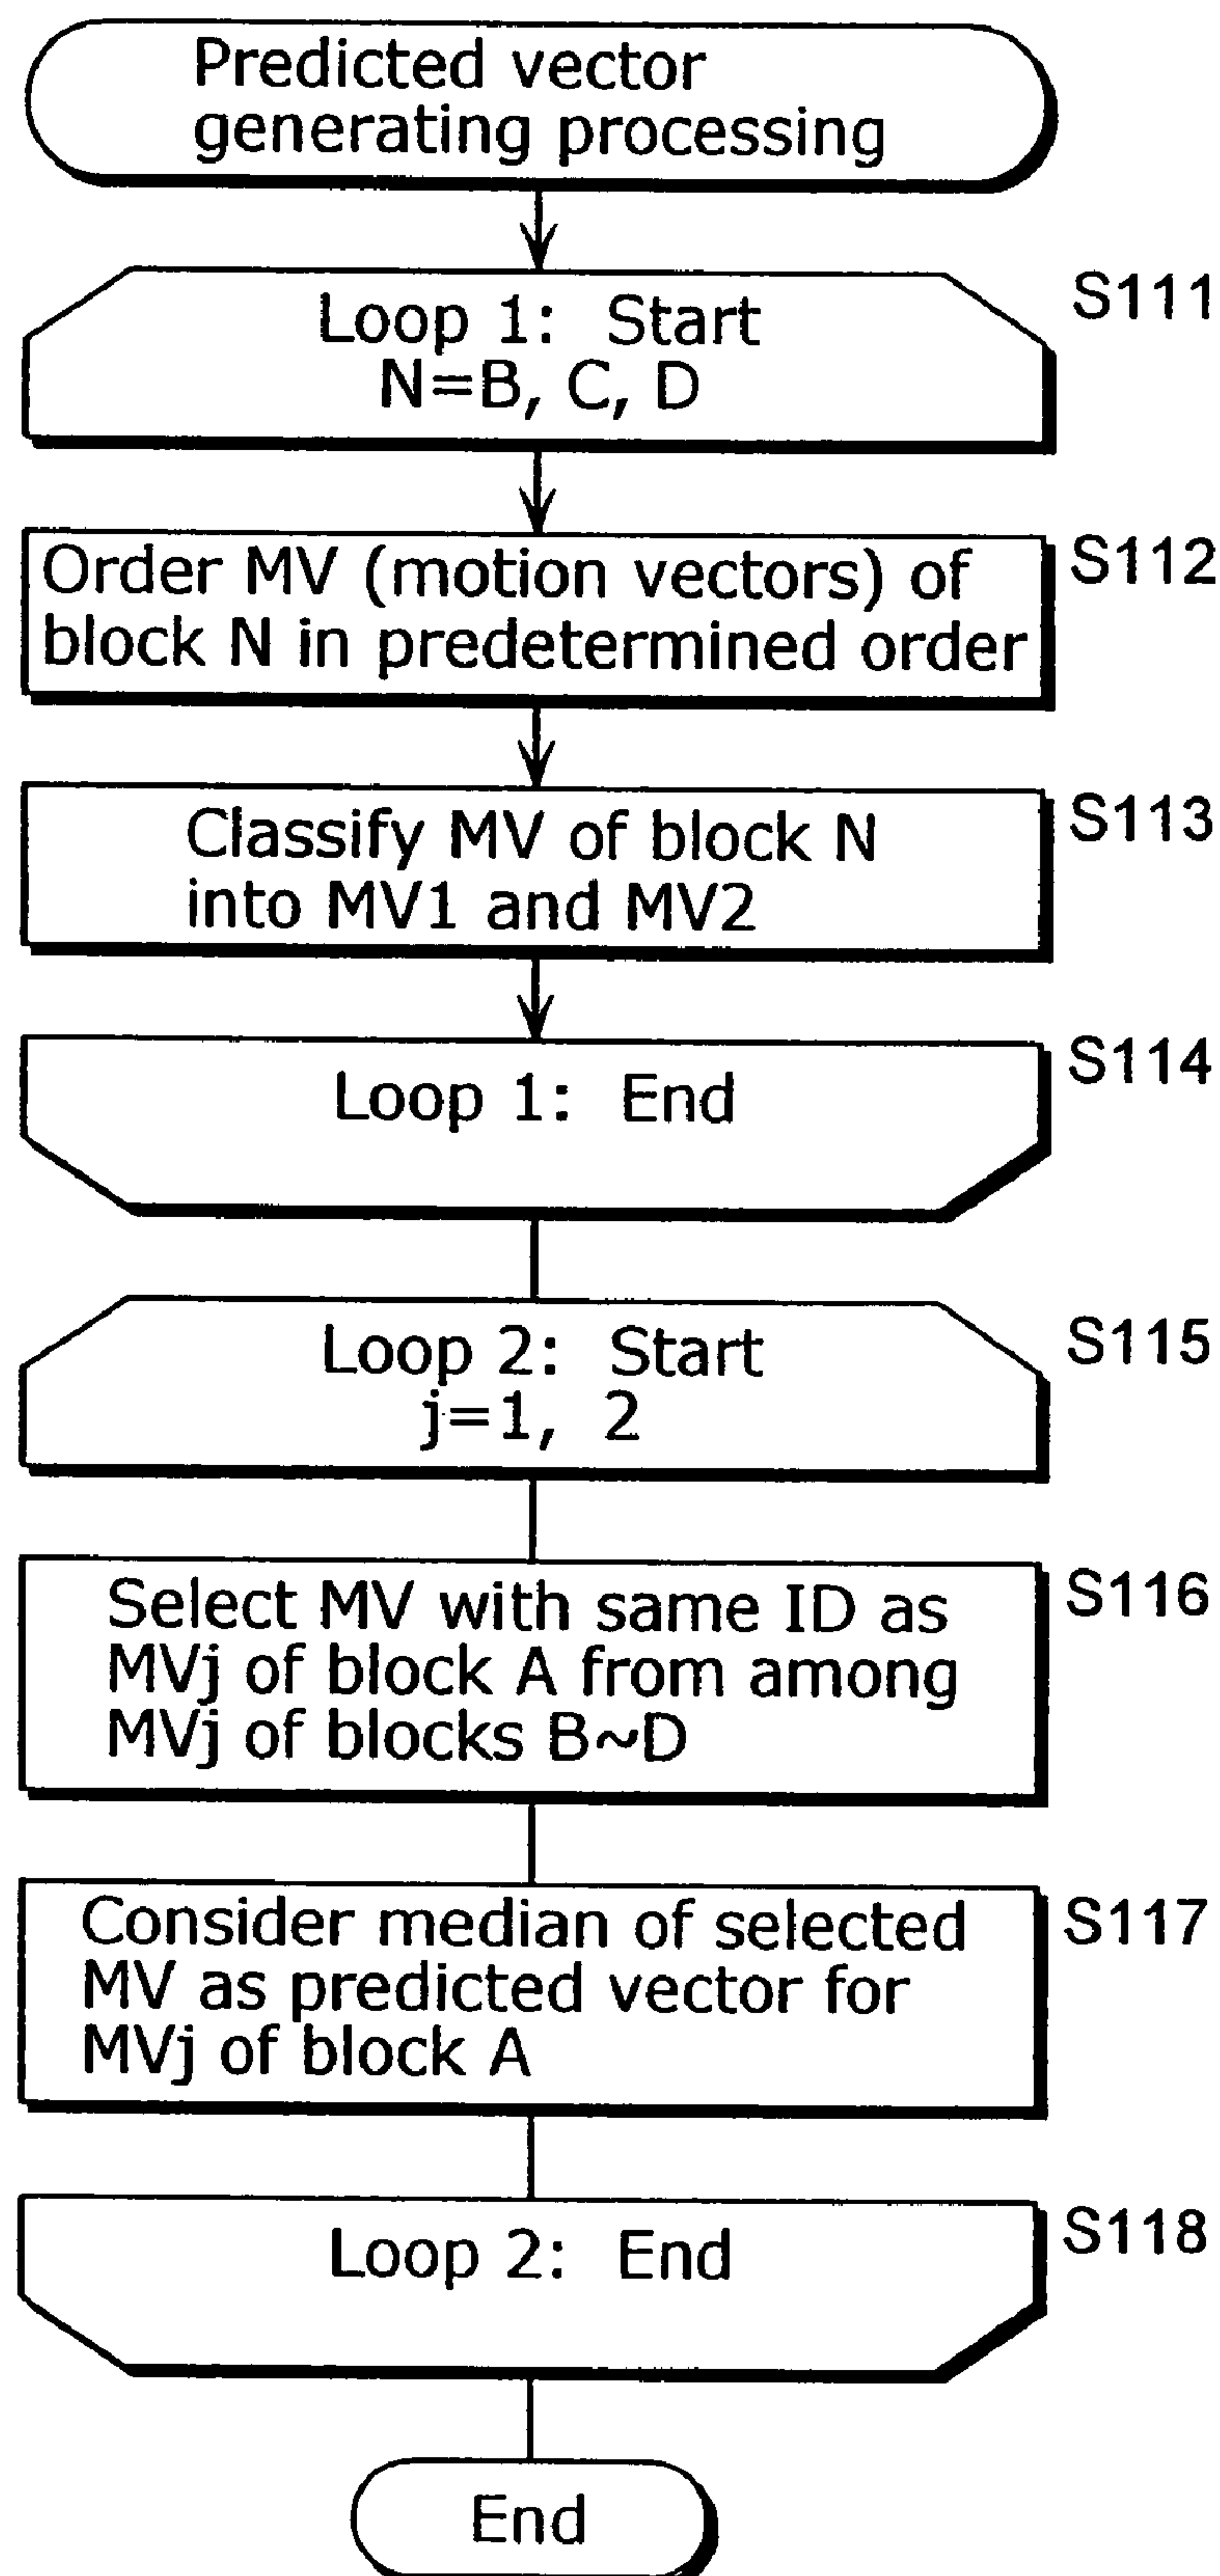 Predicted vector
generating processing
S111
Loop 1: Start
N=B, C, D
S112
Order MV (motion vectors) of
block N in predetermined order
S113
Classify MV of block N
into MV1 and MV2
S114
Loop 1: End
S115
Loop 2: Start
j=1, 2
S116
Select MV with same ID as
MVj of block A from among
MVj of blocks B~D
S117
Consider median of selected
MV as predicted vector for
MVj of block A
S118
Loop 2: End
End